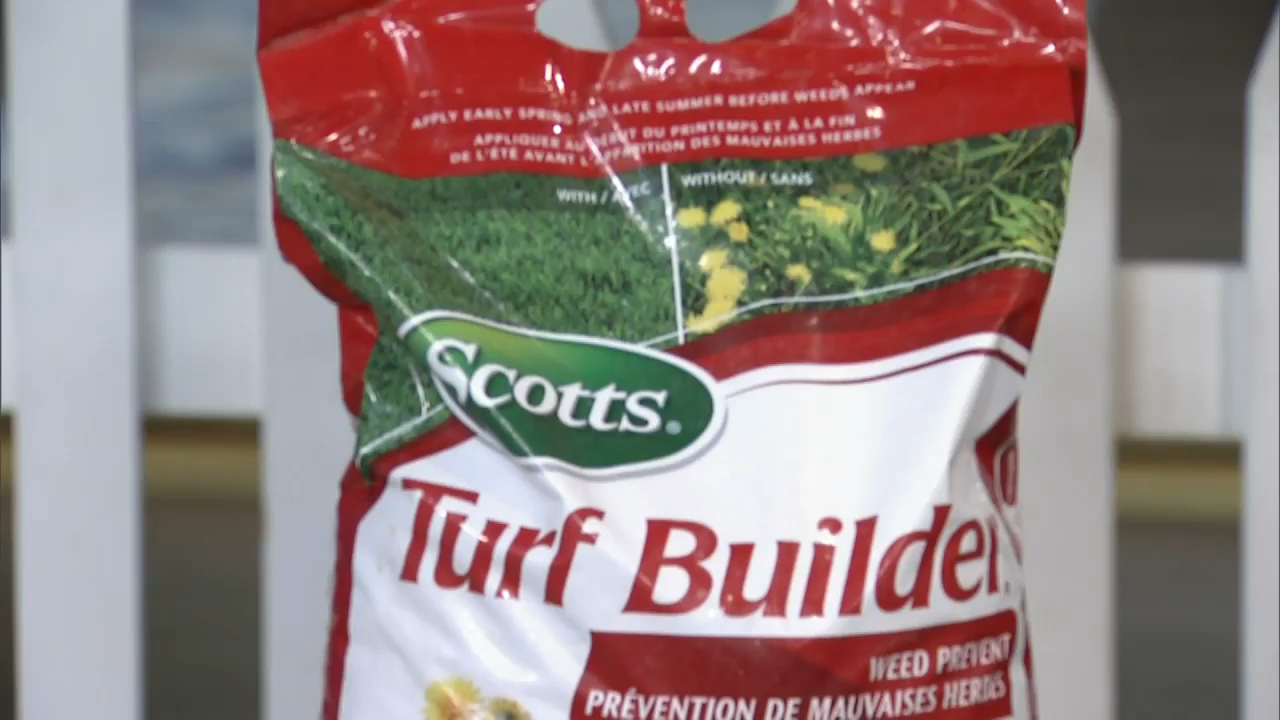 APPLY EARLY SPRING AND LATE SUMMER BEFORE WEEDS APPEAR
APPLIQUER AU DÉBUT DU PRINTEMPS ET À LA FIN
DE L'ÉTÉ AVANT L'APPARITION DES MAUVAISES HERBES
WITH / AVEC
WITHOUT / SANS
Scotts®
Turf Builder®
WEED PREVENT
PRÉVENTION DE MAUVAISES HERBES